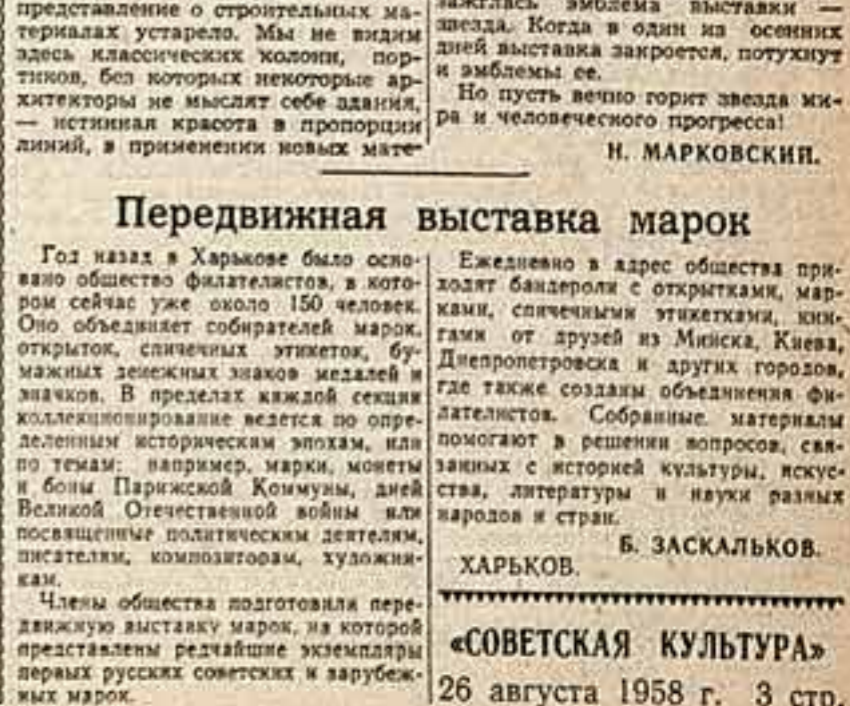 представление о строительных ма-
териалах устарело. Мы не видим
здесь классических колонн, пор-
тиков, без которых некоторые ар-
хитекторы не мыслят себе здания,
— истинная красота в пропорции
линий, в применении новых мате-
зажглась эмблема выставки —
звезда. Когда в один из осенних
дней выставка закроется, потухнут
и эмблемы ее.
Но пусть вечно горит звезда ми-
ра и человеческого прогресса!
Н. МАРКОВСКИЙ.
Передвижная выставка марок
Год назад в Харькове было осно-
вано общество филателистов, в кото-
ром сейчас уже около 150 человек.
Оно объединяет собирателей марок,
открыток, спичечных этикеток, бу-
мажных денежных знаков медалей и
значков. В пределах каждой секции
коллекционирование ведется по опре-
деленным историческим эпохам, или
по темам: например, марки, монеты
и боны Парижской Коммуны, дней
Великой Отечественной войны или
посвященные политическим деятелям,
писателям, композиторам, художни-
кам.
Члены общества подготовили пере-
движную выставку марок, на которой
представлены редчайшие экземпляры
первых русских советских и зарубеж-
ных марок.
Ежедневно в адрес общества при-
ходят бандероли с открытками, мар-
ками, спичечными этикетками, кни-
гами от друзей из Минска, Киева,
Днепропетровска и других городов,
где также созданы объединения фи-
лателистов. Собранные материалы
помогают в решении вопросов, свя-
занных с историей культуры, искус-
ства, литературы и науки разных
народов и стран.
Б. ЗАСКАЛЬКОВ.
ХАРЬКОВ.
«СОВЕТСКАЯ КУЛЬТУРА»
26 августа 1958 г. 3 стр.